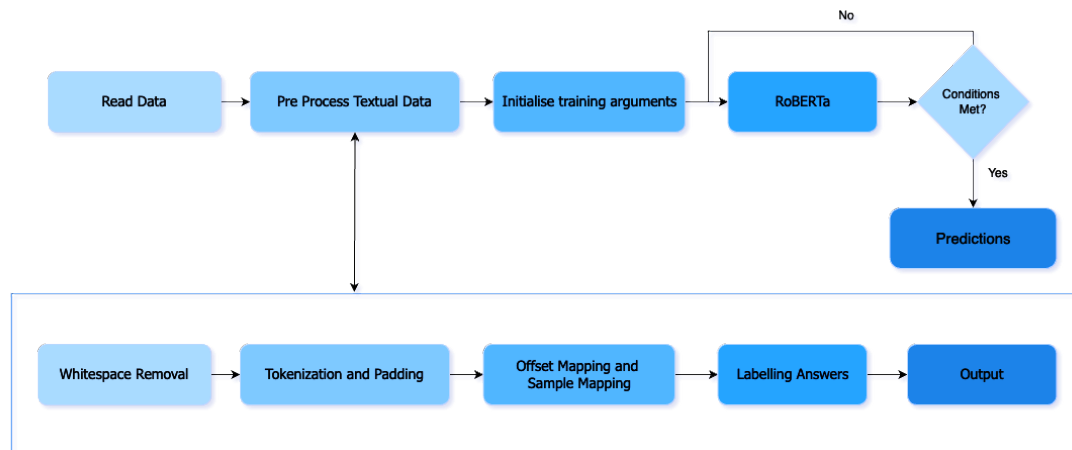 No
Read Data
Pre Process Textual Data
Initialise training arguments
RoBERTa
Conditions
Met?
Yes
Predictions
Whitespace Removal
Tokenization and Padding
Offset Mapping and
Sample Mapping
Labelling Answers
Output